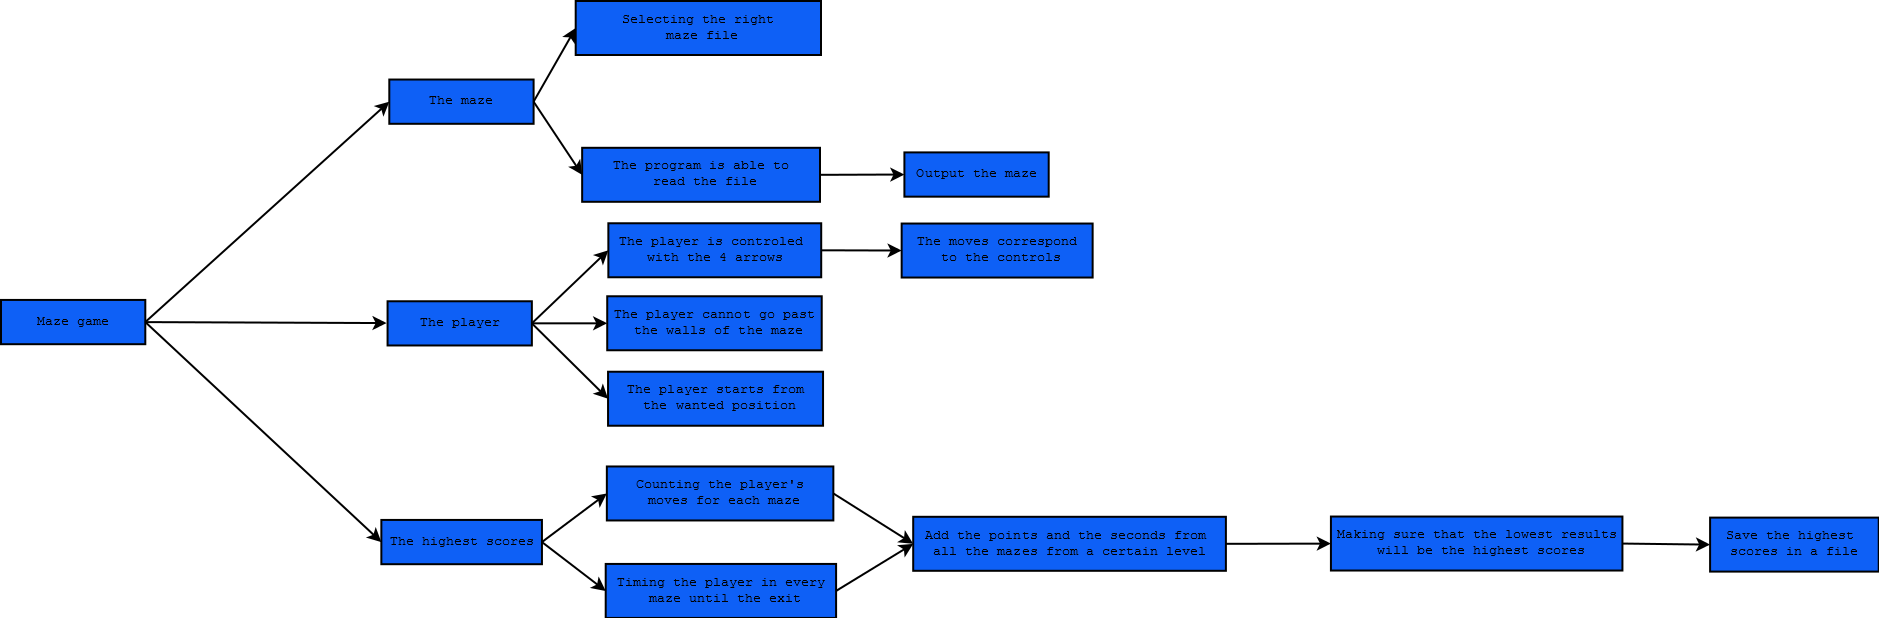 Selecting the right
maze file
The maze
The program is able to
read the file
Output the maze
The player is controled
with the 4 arrows
The moves correspond
to the controls
Maze game
The player
The player cannot go past
the walls of the maze
The player starts from
the wanted position
The highest scores
Counting the player's
moves for each maze
Timing the player in every
maze until the exit
Add the points and the seconds from
all the mazes from a certain level
Making sure that the lowest results
will be the highest scores
Save the highest
scores in a file